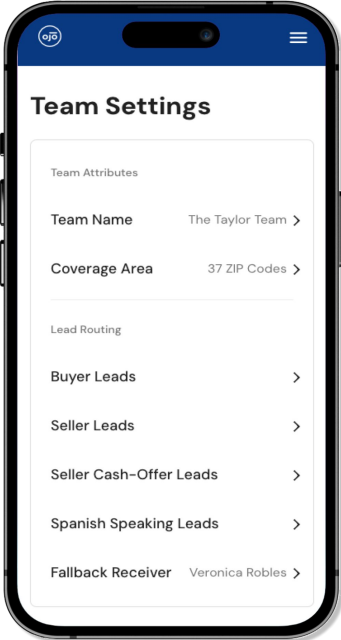 ojo
Team Settings
Team Attributes
Team Name The Taylor Team
Coverage Area 37 ZIP Codes
Lead Routing
Buyer Leads
Seller Leads
Seller Cash-Offer Leads
Spanish Speaking Leads
Fallback Receiver Veronica Robles